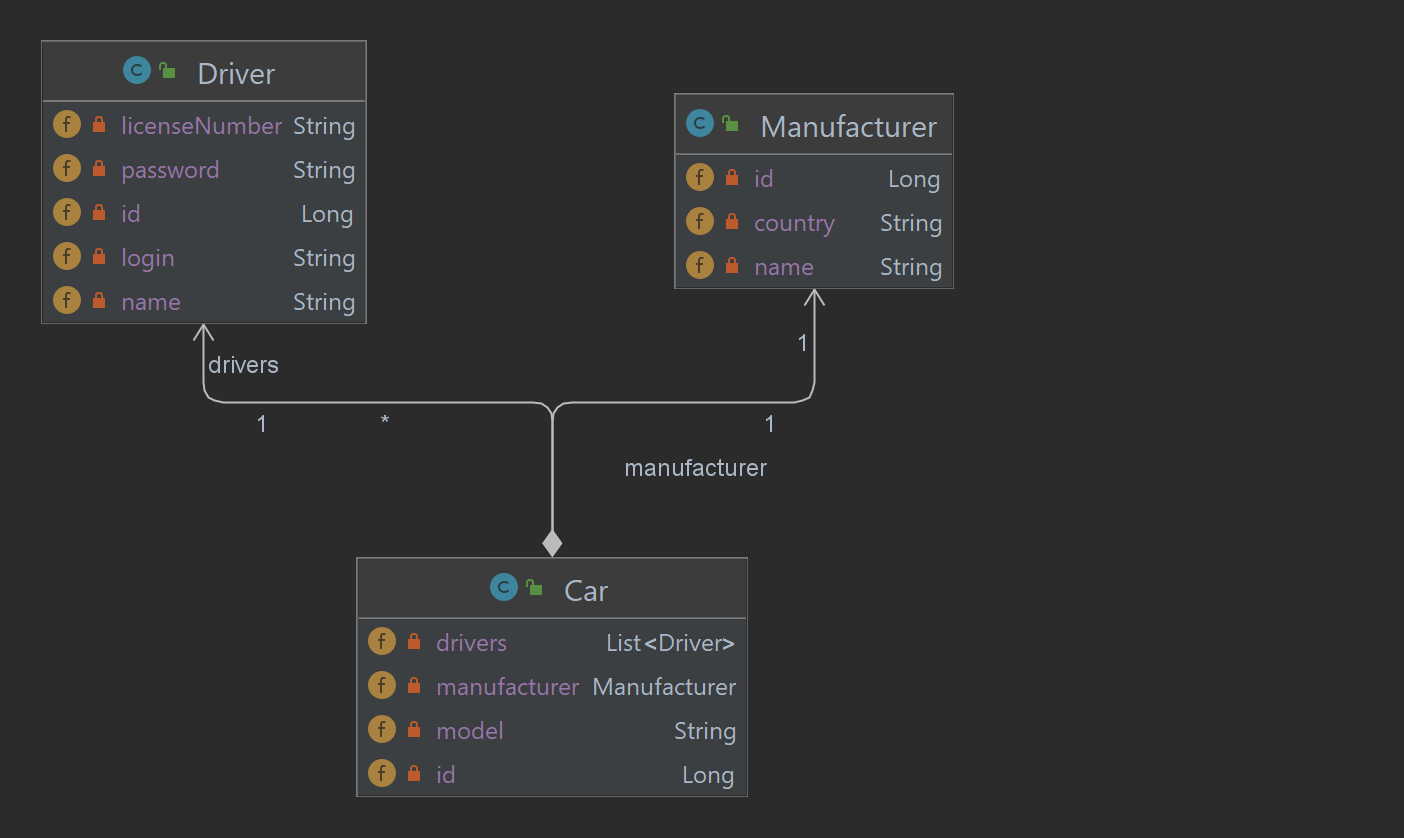 C Driver
f licenseNumber String
f password String
f id Long
f login String
f name String
C Manufacturer
f id Long
f country String
f name String
1
drivers
1 * 1
manufacturer
C Car
f drivers List<Driver>
f manufacturer Manufacturer
f model String
f id Long